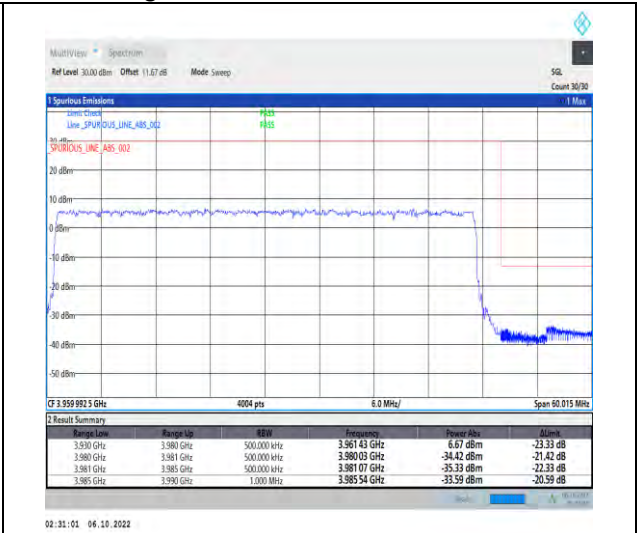 MultiView Spectrum
Ref Level 30.00 dBm Offset 11.67 dB Mode Sweep SGL
Count 30/30
1 Spurious Emissions 1 Max
Limit Check PASS
Line _SPURIOUS_LINE_ABS_002 PASS
30 dBm
_SPURIOUS_LINE_ABS_002
20 dBm
10 dBm
0 dBm
-10 dBm
-20 dBm
-30 dBm
-40 dBm
-50 dBm
CF 3.959 992 5 GHz 4004 pts 6.0 MHz/ Span 60.015 MHz
2 Result Summary
Range Low Range Up RBW Frequency Power Abs ΔLimit
3.930 GHz 3.980 GHz 500.000 kHz 3.961 43 GHz 6.67 dBm -23.33 dB
3.980 GHz 3.981 GHz 500.000 kHz 3.980 03 GHz -34.42 dBm -21.42 dB
3.981 GHz 3.985 GHz 500.000 kHz 3.981 07 GHz -35.33 dBm -22.33 dB
3.985 GHz 3.990 GHz 1.000 MHz 3.985 54 GHz -33.59 dBm -20.59 dB
02:31:01 06.10.2022